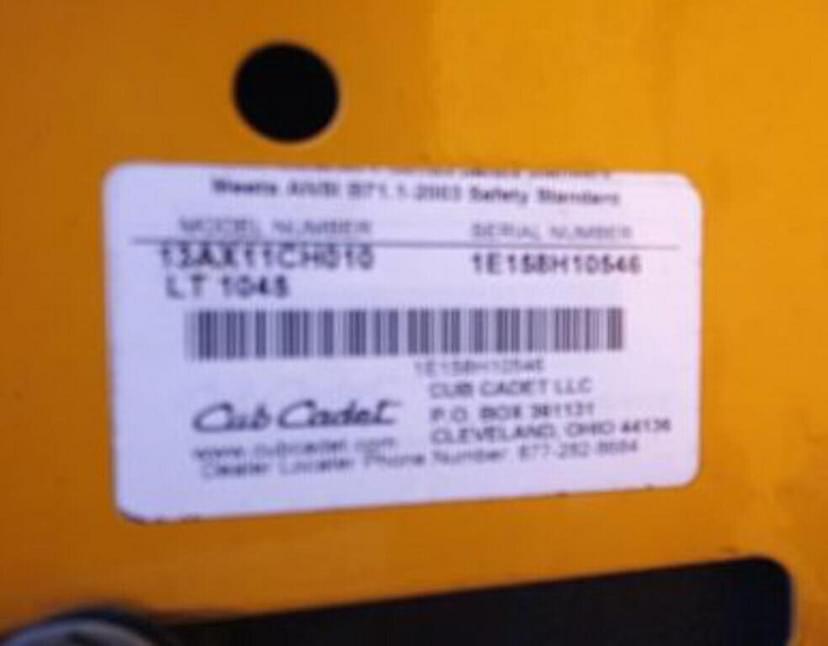 Meets ANSI B71.1-2003 Safety Standard
MODEL NUMBER SERIAL NUMBER
13AX11CH010 1E158H10546
LT 1045
1E158H10546
CUB CADET LLC
Cub Cadet P.O. BOX 361131
www.cubcadet.com CLEVELAND, OHIO 44136
Dealer Locater Phone Number: 877-282-8684